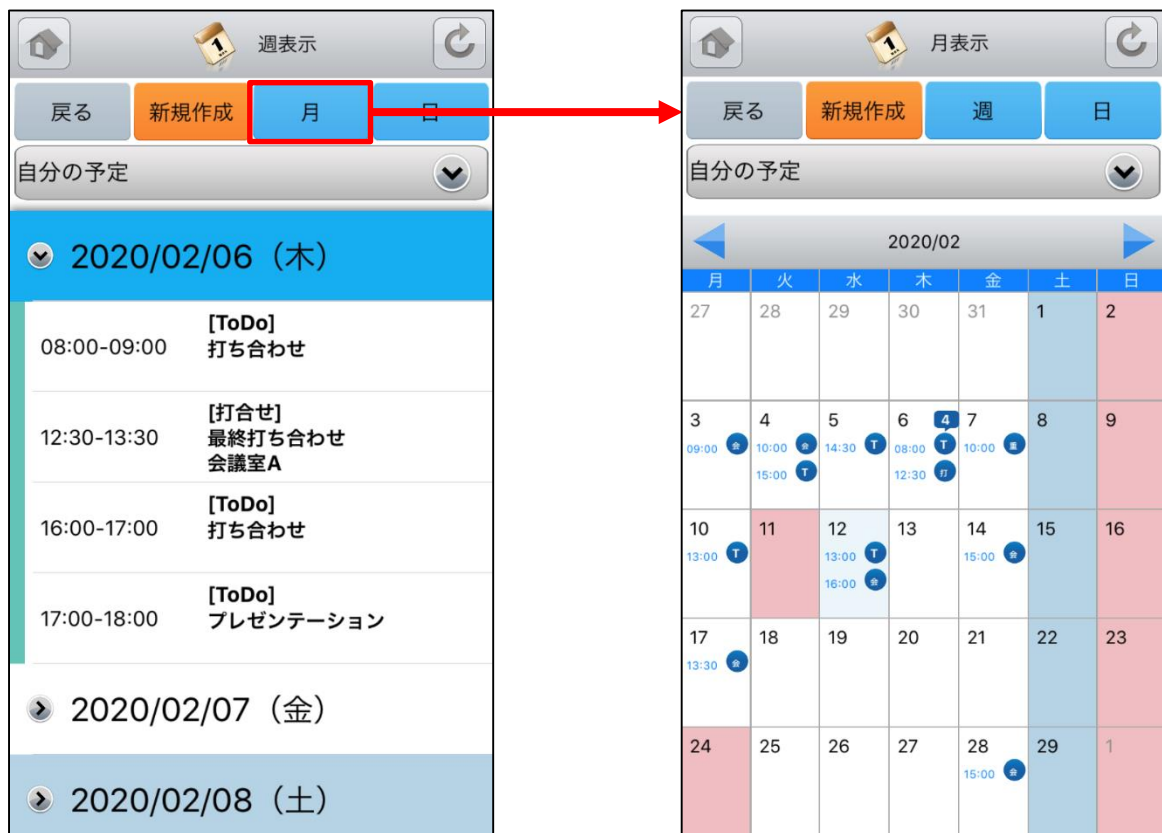 週表示
戻る 新規作成 月 日
自分の予定
2020/02/06（木）
08:00-09:00 [ToDo]
打ち合わせ
12:30-13:30 [打合せ]
最終打ち合わせ
会議室A
16:00-17:00 [ToDo]
打ち合わせ
17:00-18:00 [ToDo]
プレゼンテーション
2020/02/07（金）
2020/02/08（土）
月表示
戻る 新規作成 週 日
自分の予定
2020/02
月 火 水 木 金 土 日
27 28 29 30 31 1 2
3 4 5 6 4 7 8 9
09:00 会 10:00 会 14:30 T 08:00 T 10:00 重
15:00 T 12:30 打
10 11 12 13 14 15 16
13:00 T 13:00 T 15:00 会
16:00 会
17 18 19 20 21 22 23
13:30 会
24 25 26 27 28 29 1
15:00 会